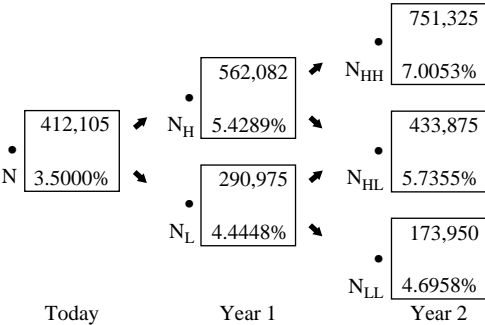 751,325
N_HH 7.0053%
562,082
N_H 5.4289%
412,105
N 3.5000%
433,875
N_HL 5.7355%
290,975
N_L 4.4448%
173,950
N_LL 4.6958%
Today Year 1 Year 2